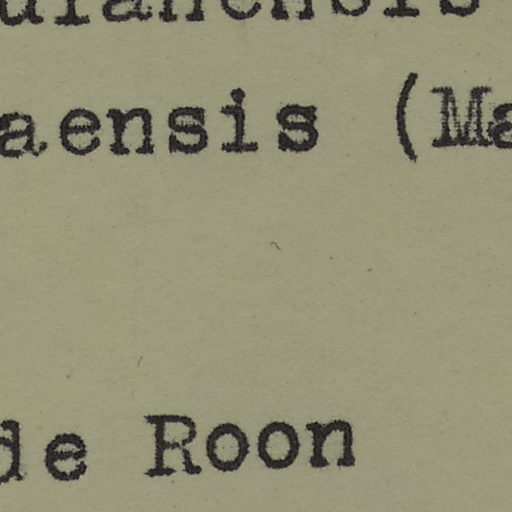 aensis (Ma
de Roon